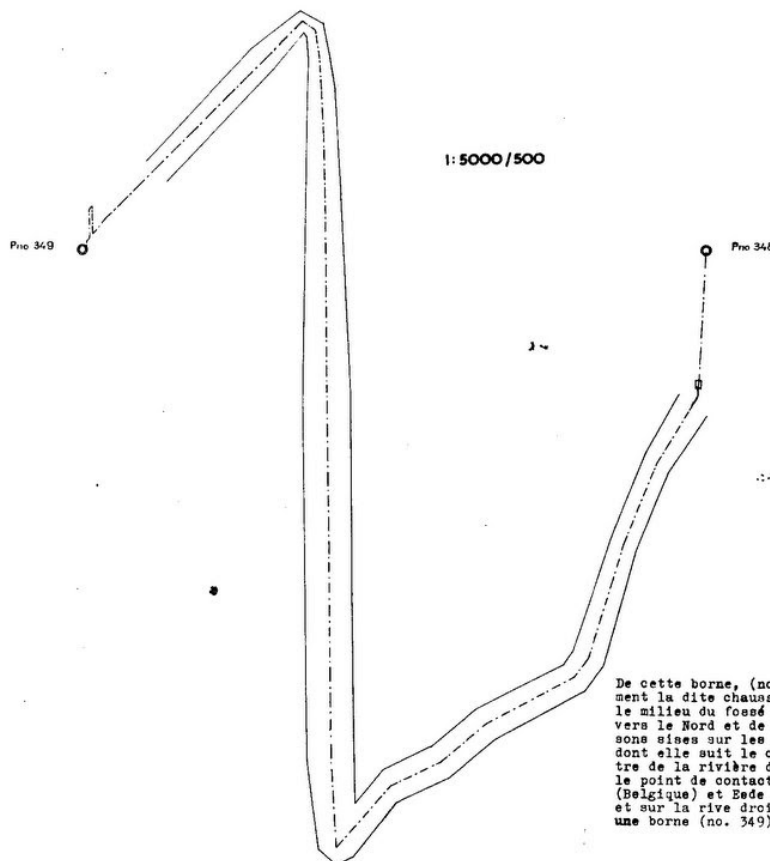 1:5000/500
Pno 349
Pno 348
De cette borne, (no
ment la dite chauss
le milieu du fossé
vers le Nord et de
sons sises sur les
dont elle suit le c
tre de la rivière d
le point de contact
(Belgique) et Eede
et sur la rive droi
une borne (no. 349)